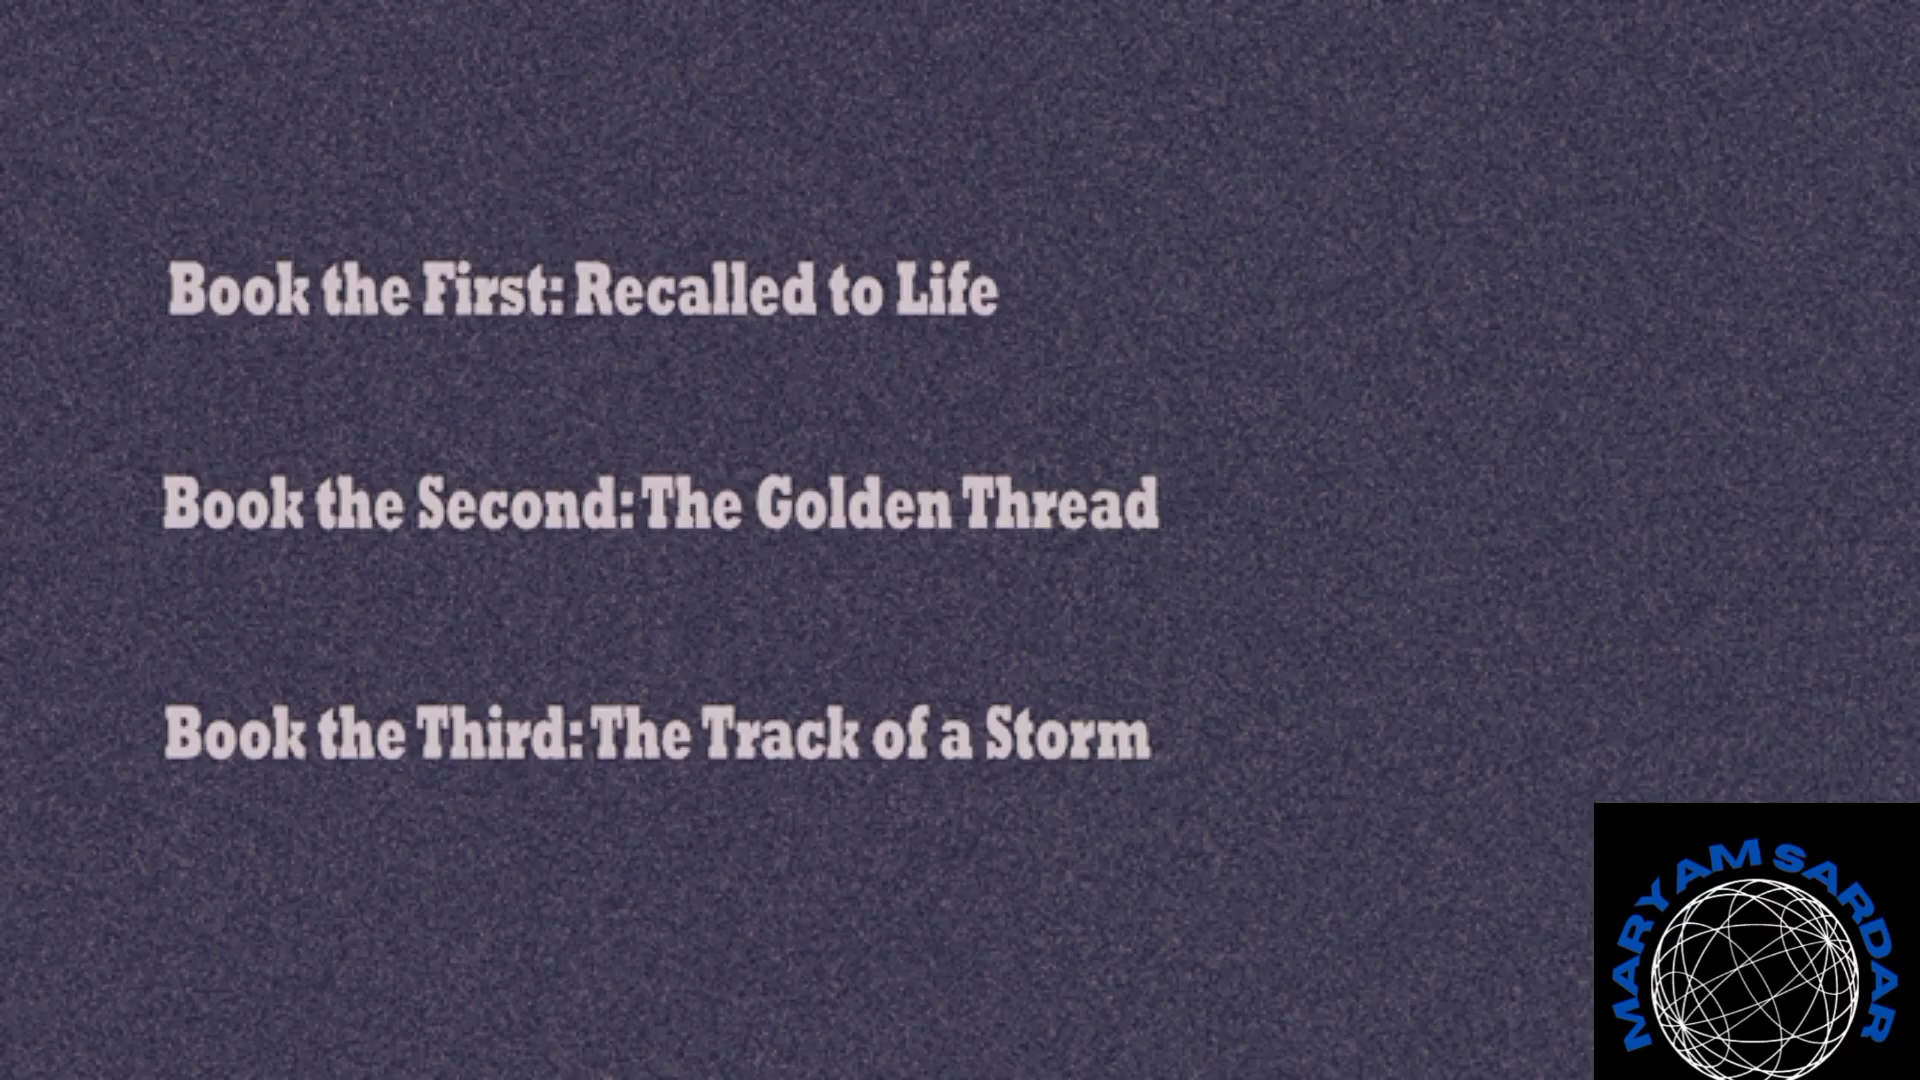 Book the First: Recalled to Life
Book the Second: The Golden Thread
Book the Third: The Track of a Storm
MARYAM SARDAR